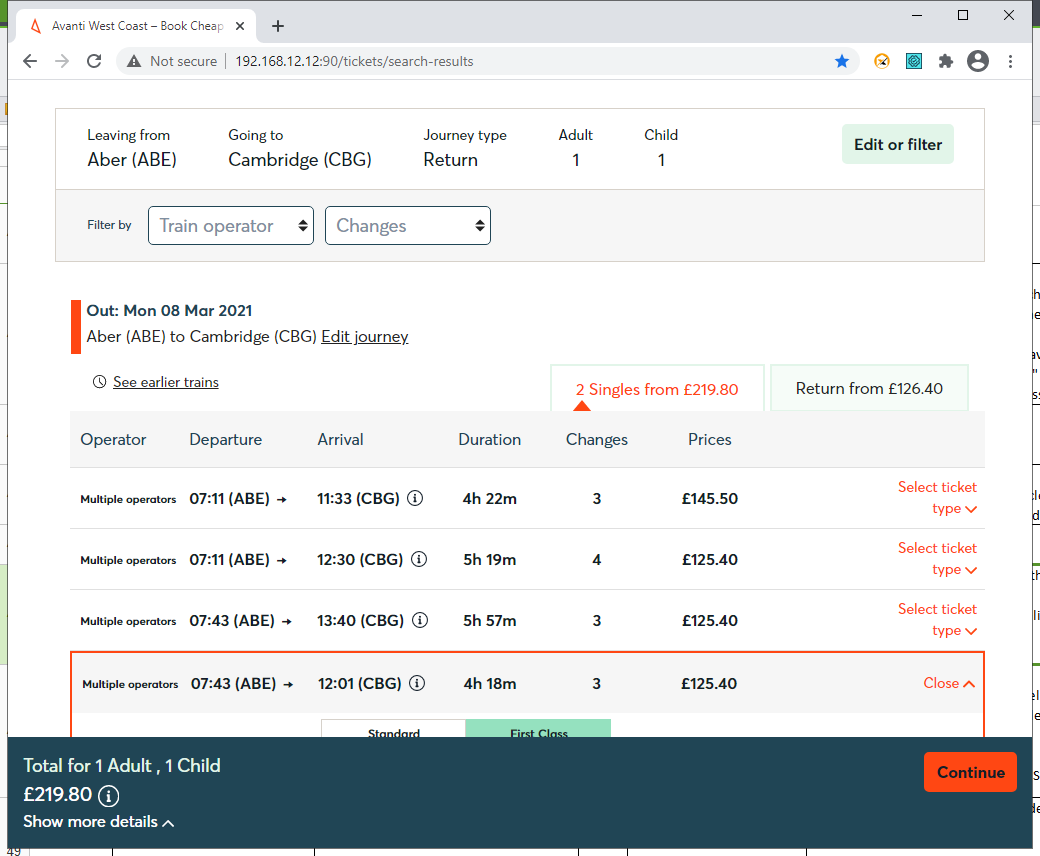 Avanti West Coast – Book Cheap
Not secure
192.168.12.12:90/tickets/search-results
Leaving from Going to Journey type Adult Child
Aber (ABE) Cambridge (CBG) Return 1 1
Edit or filter
Filter by Train operator Changes
Out: Mon 08 Mar 2021
Aber (ABE) to Cambridge (CBG) Edit journey
See earlier trains
2 Singles from £219.80 Return from £126.40
Operator Departure Arrival Duration Changes Prices
Multiple operators 07:11 (ABE) → 11:33 (CBG) 4h 22m 3 £145.50 Select ticket
type
Multiple operators 07:11 (ABE) → 12:30 (CBG) 5h 19m 4 £125.40 Select ticket
type
Multiple operators 07:43 (ABE) → 13:40 (CBG) 5h 57m 3 £125.40 Select ticket
type
Multiple operators 07:43 (ABE) → 12:01 (CBG) 4h 18m 3 £125.40 Close
Standard First Class
Total for 1 Adult , 1 Child
£219.80
Show more details
Continue
49